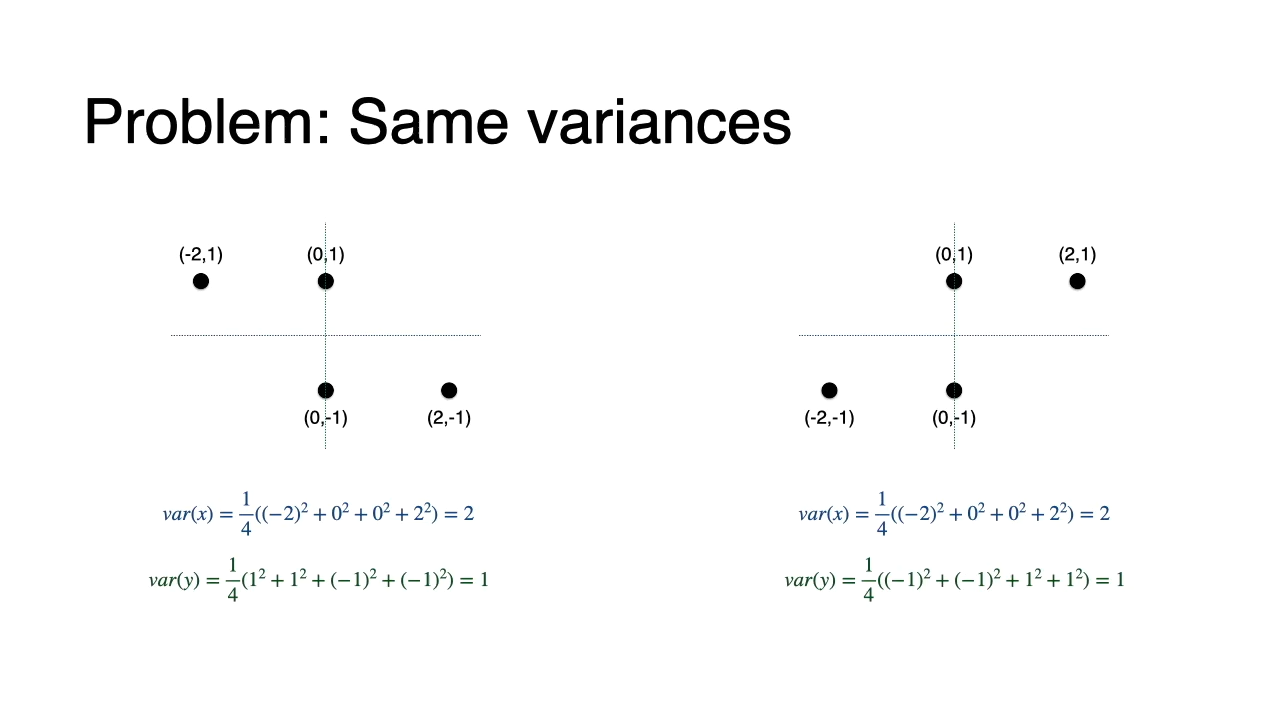 Problem: Same variances
(-2,1) (0,1)
(0,-1) (2,-1)
(0,1) (2,1)
(-2,-1) (0,-1)
var(x) = 1/4((−2)² + 0² + 0² + 2²) = 2
var(y) = 1/4(1² + 1² + (−1)² + (−1)²) = 1
var(x) = 1/4((−2)² + 0² + 0² + 2²) = 2
var(y) = 1/4((−1)² + (−1)² + 1² + 1²) = 1